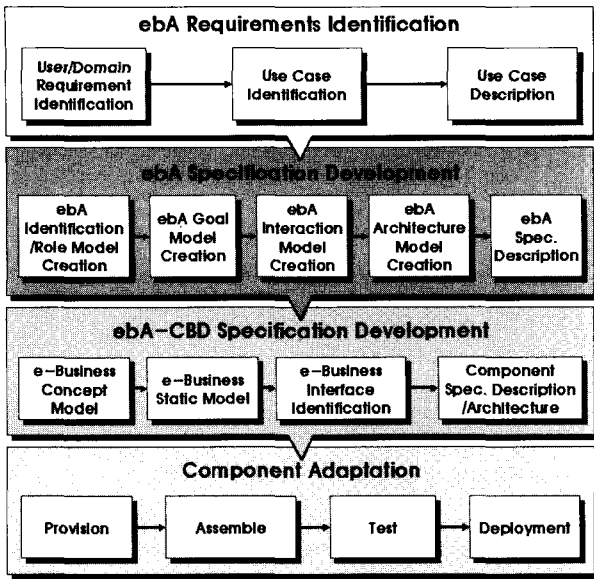 ebA Requirements Identification
User/Domain
Requirement
Identification
Use Case
Identification
Use Case
Description
ebA Specification Development
ebA
Identification
/Role Model
Creation
ebA Goal
Model
Creation
ebA
Interaction
Model
Creation
ebA
Architecture
Model
Creation
ebA
Spec.
Description
ebA-CBD Specification Development
e-Business
Concept
Model
e-Business
Static Model
e-Business
Interface
Identification
Component
Spec. Description
/Architecture
Component Adaptation
Provision
Assemble
Test
Deployment